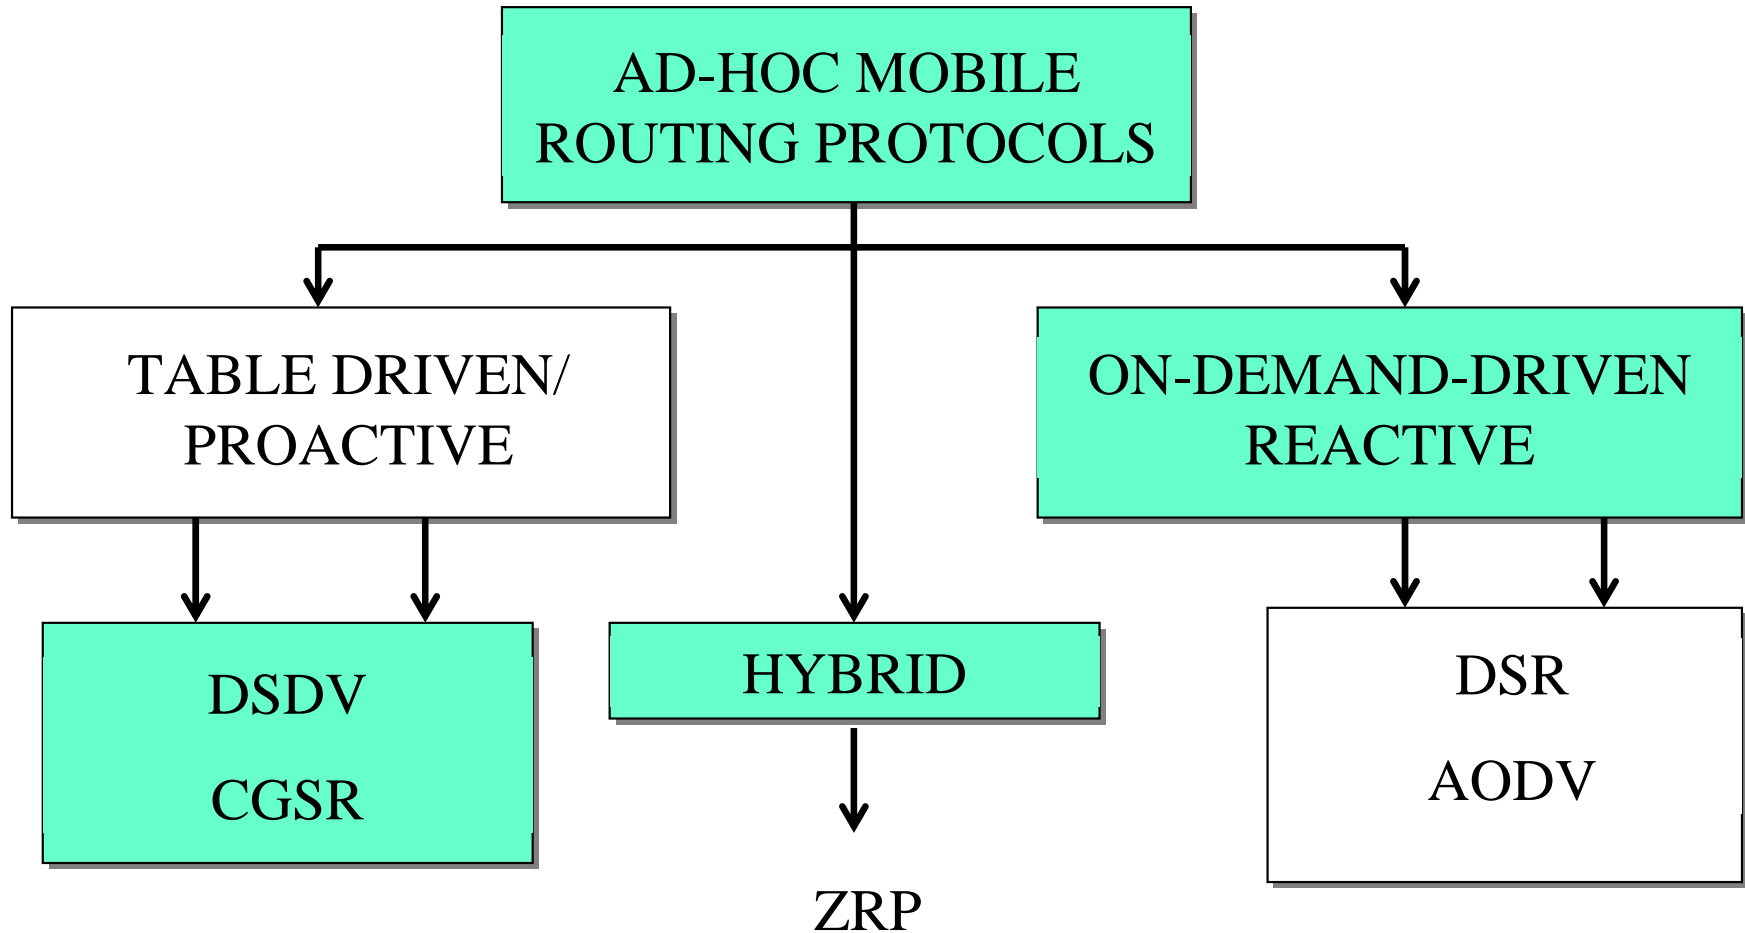 AD-HOC MOBILE
ROUTING PROTOCOLS
TABLE DRIVEN/
PROACTIVE
ON-DEMAND-DRIVEN
REACTIVE
DSDV
CGSR
HYBRID
DSR
AODV
ZRP